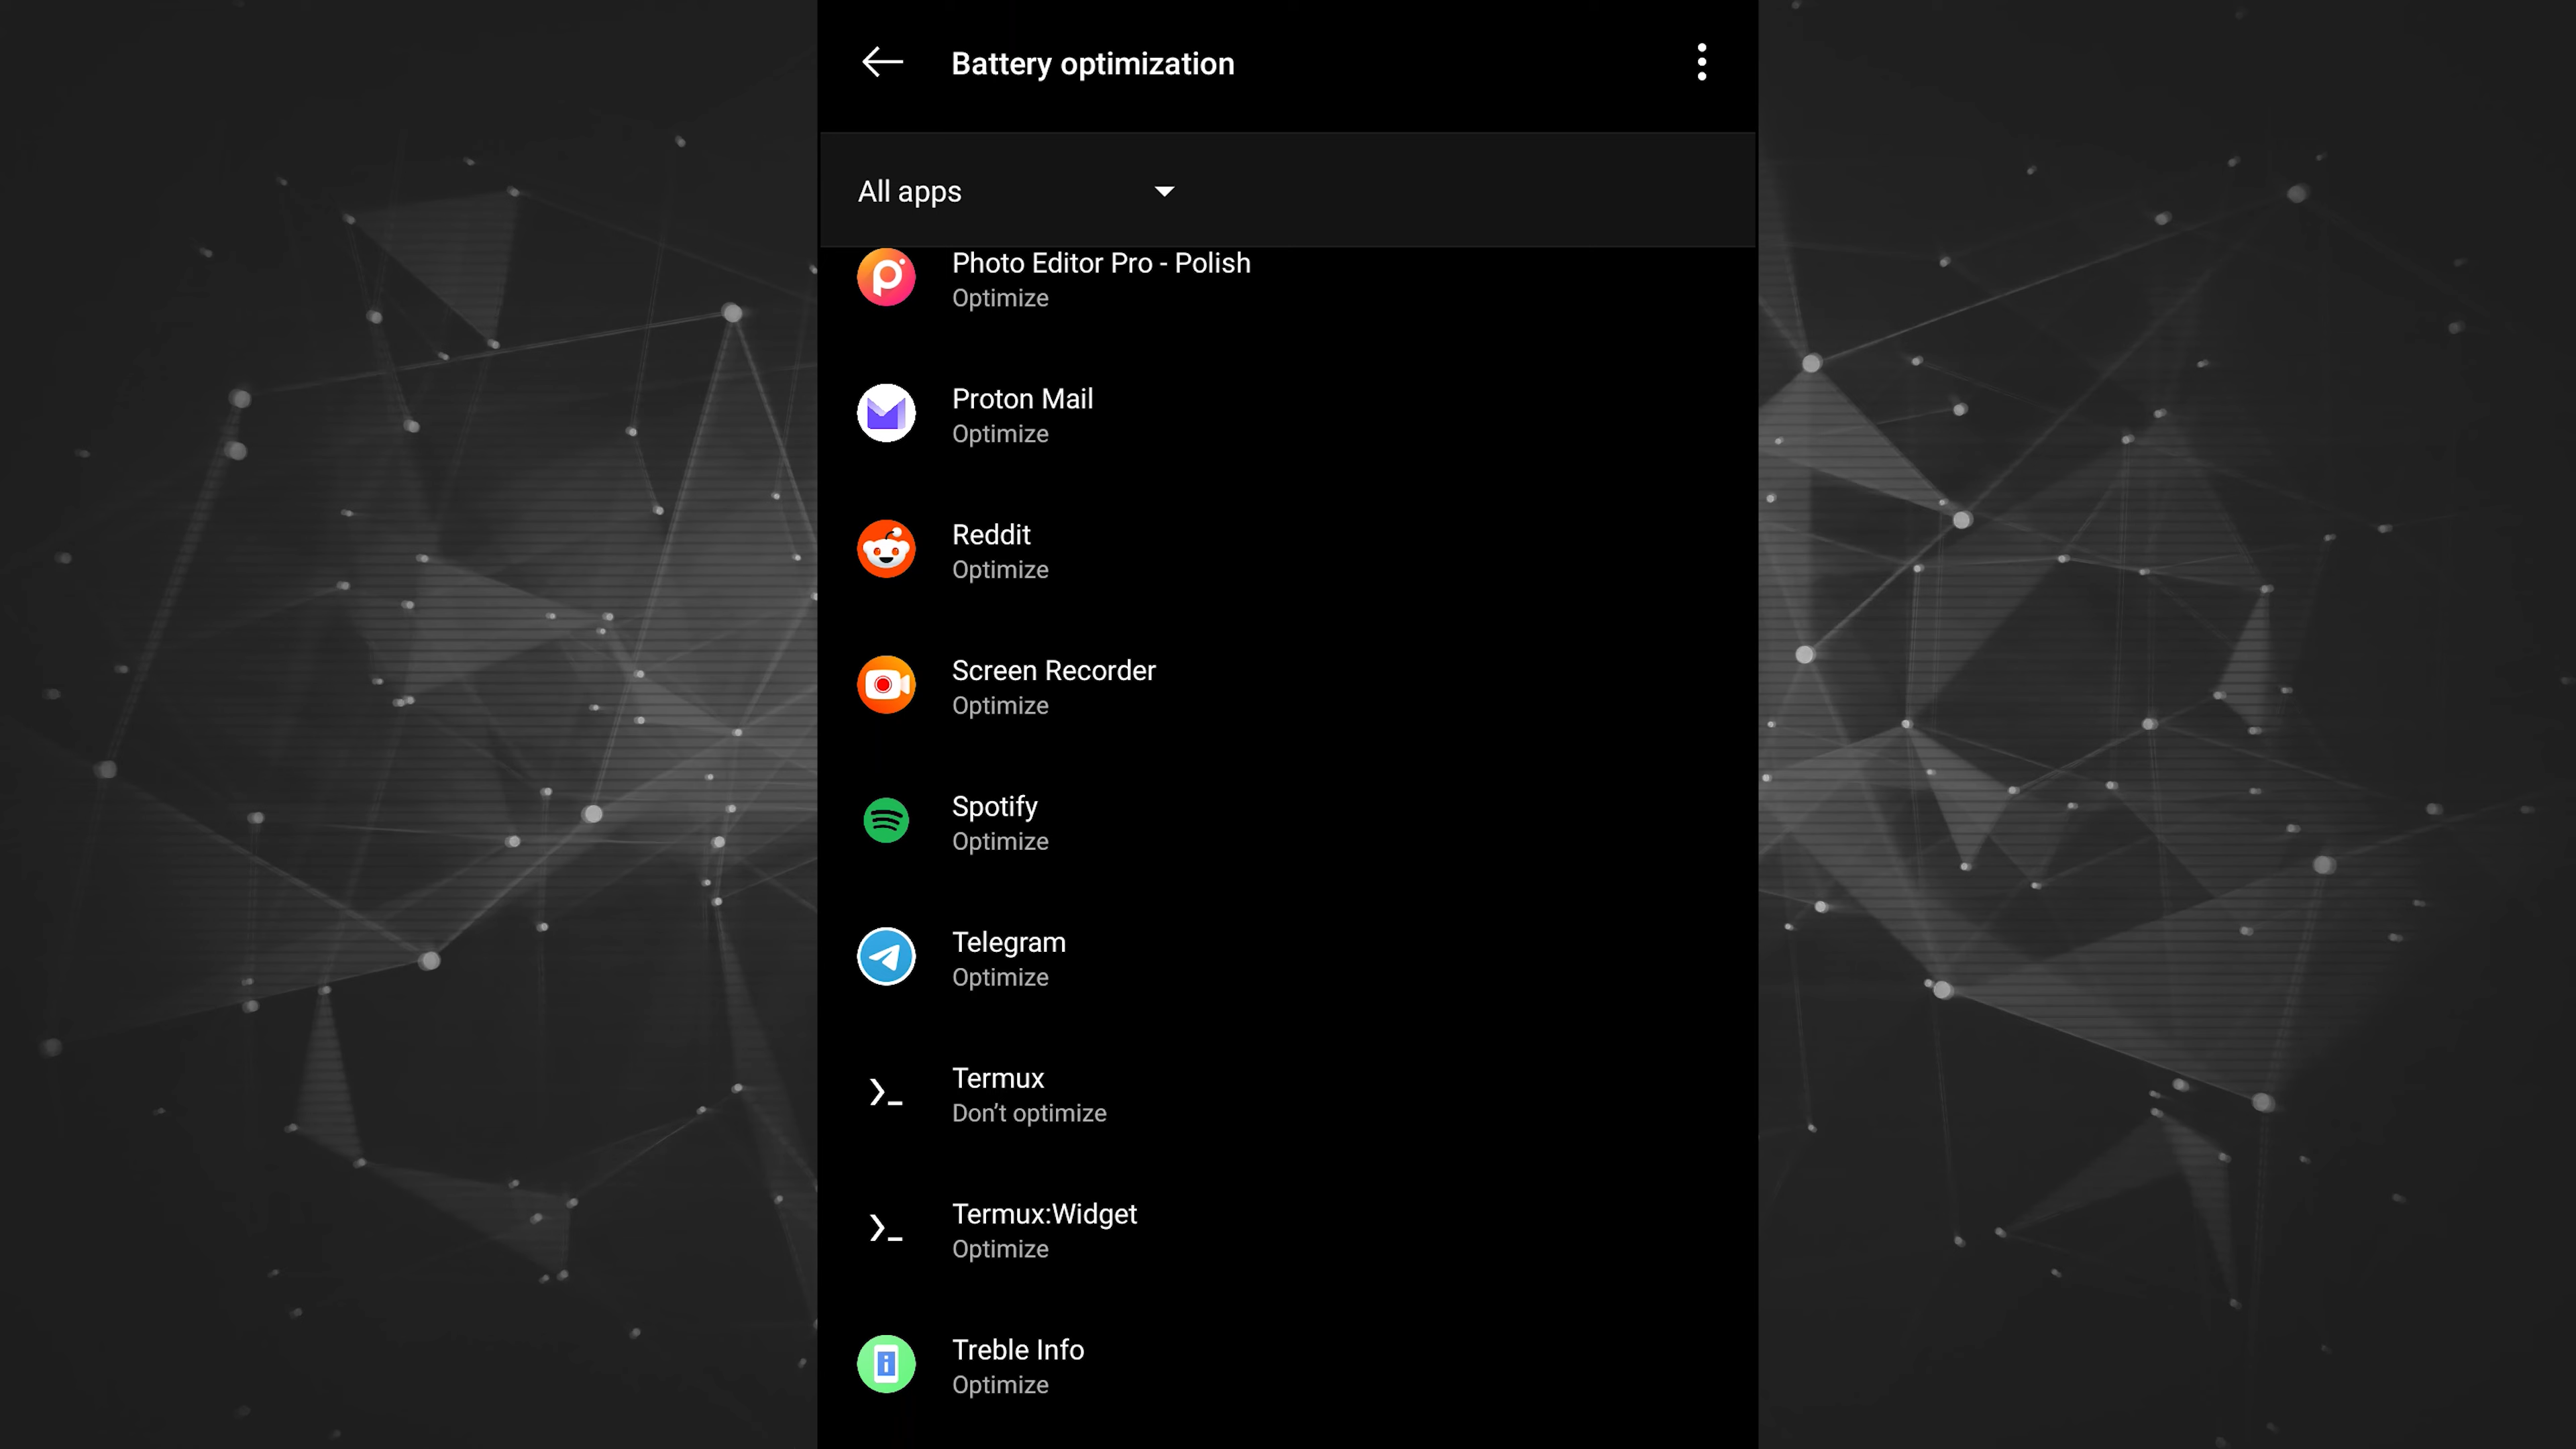 Battery optimization
All apps
Photo Editor Pro - Polish
Optimize
Proton Mail
Optimize
Reddit
Optimize
Screen Recorder
Optimize
Spotify
Optimize
Telegram
Optimize
Termux
Don’t optimize
Termux:Widget
Optimize
Treble Info
Optimize